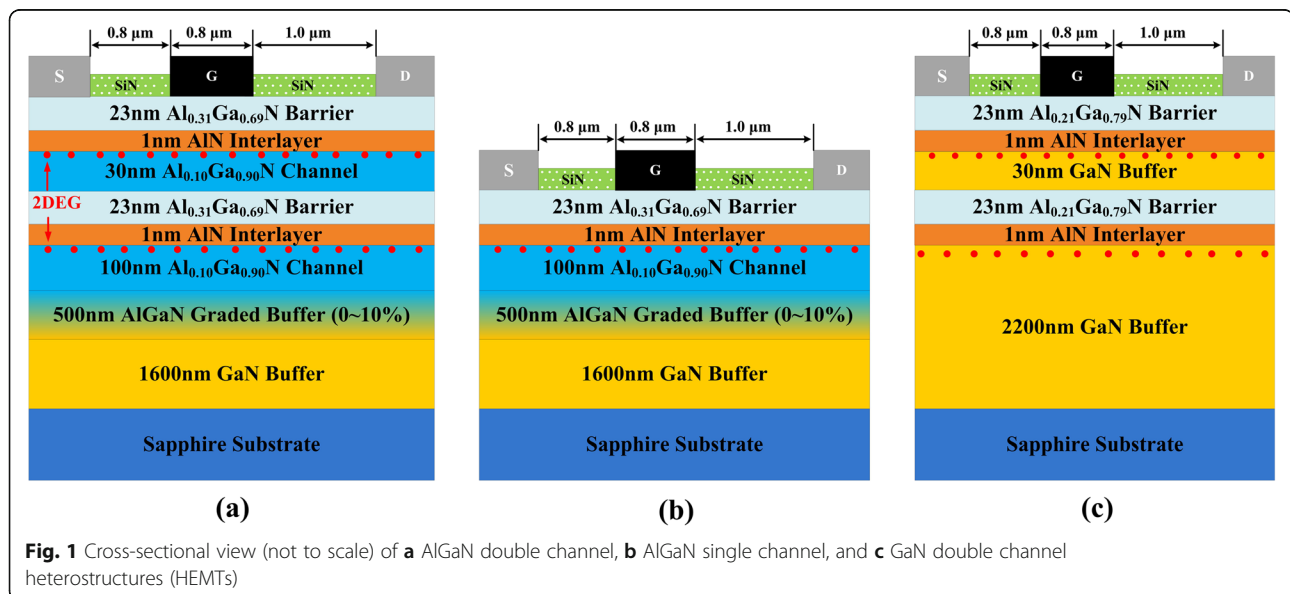 0.8 μm 0.8 μm 1.0 μm
S SiN G SiN D
23nm Al0.31Ga0.69N Barrier
1nm AlN Interlayer
30nm Al0.10Ga0.90N Channel
2DEG
23nm Al0.31Ga0.69N Barrier
1nm AlN Interlayer
100nm Al0.10Ga0.90N Channel
500nm AlGaN Graded Buffer (0~10%)
1600nm GaN Buffer
Sapphire Substrate
(a)
0.8 μm 0.8 μm 1.0 μm
S SiN G SiN D
23nm Al0.31Ga0.69N Barrier
1nm AlN Interlayer
100nm Al0.10Ga0.90N Channel
500nm AlGaN Graded Buffer (0~10%)
1600nm GaN Buffer
Sapphire Substrate
(b)
0.8 μm 0.8 μm 1.0 μm
S SiN G SiN D
23nm Al0.21Ga0.79N Barrier
1nm AlN Interlayer
30nm GaN Buffer
23nm Al0.21Ga0.79N Barrier
1nm AlN Interlayer
2200nm GaN Buffer
Sapphire Substrate
(c)
Fig. 1 Cross-sectional view (not to scale) of a AlGaN double channel, b AlGaN single channel, and c GaN double channel
heterostructures (HEMTs)